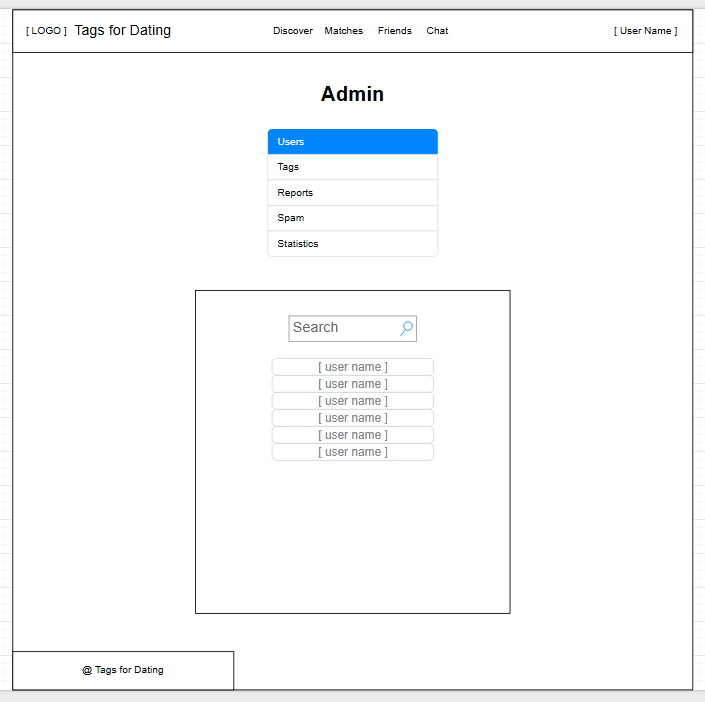 [ LOGO ] Tags for Dating Discover Matches Friends Chat [ User Name ]
Admin
Users
Tags
Reports
Spam
Statistics
Search
[ user name ]
[ user name ]
[ user name ]
[ user name ]
[ user name ]
[ user name ]
@ Tags for Dating